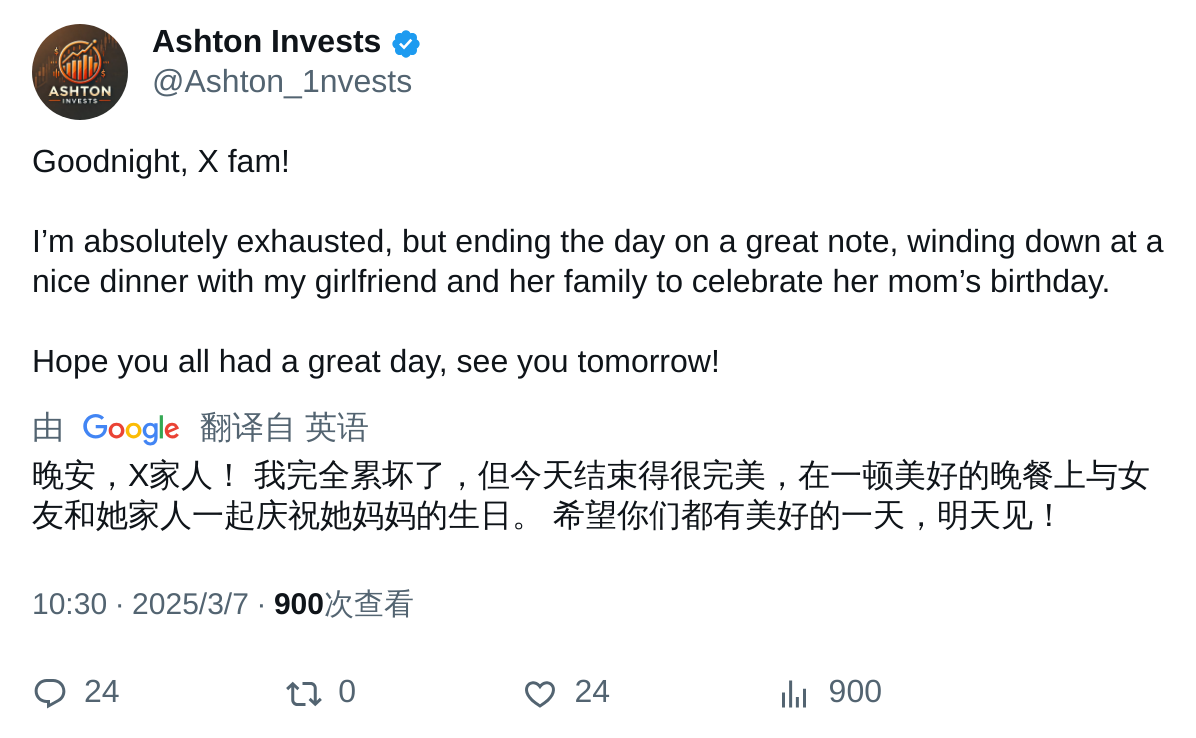 ASHTON
INVESTS
Ashton Invests
@Ashton_1nvests
Goodnight, X fam!
I’m absolutely exhausted, but ending the day on a great note, winding down at a
nice dinner with my girlfriend and her family to celebrate her mom’s birthday.
Hope you all had a great day, see you tomorrow!
由 Google 翻译自 英语
晚安，X家人！ 我完全累坏了，但今天结束得很完美，在一顿美好的晚餐上与女
友和她家人一起庆祝她妈妈的生日。 希望你们都有美好的一天，明天见！
10:30 · 2025/3/7 · 900次查看
24 0 24 900